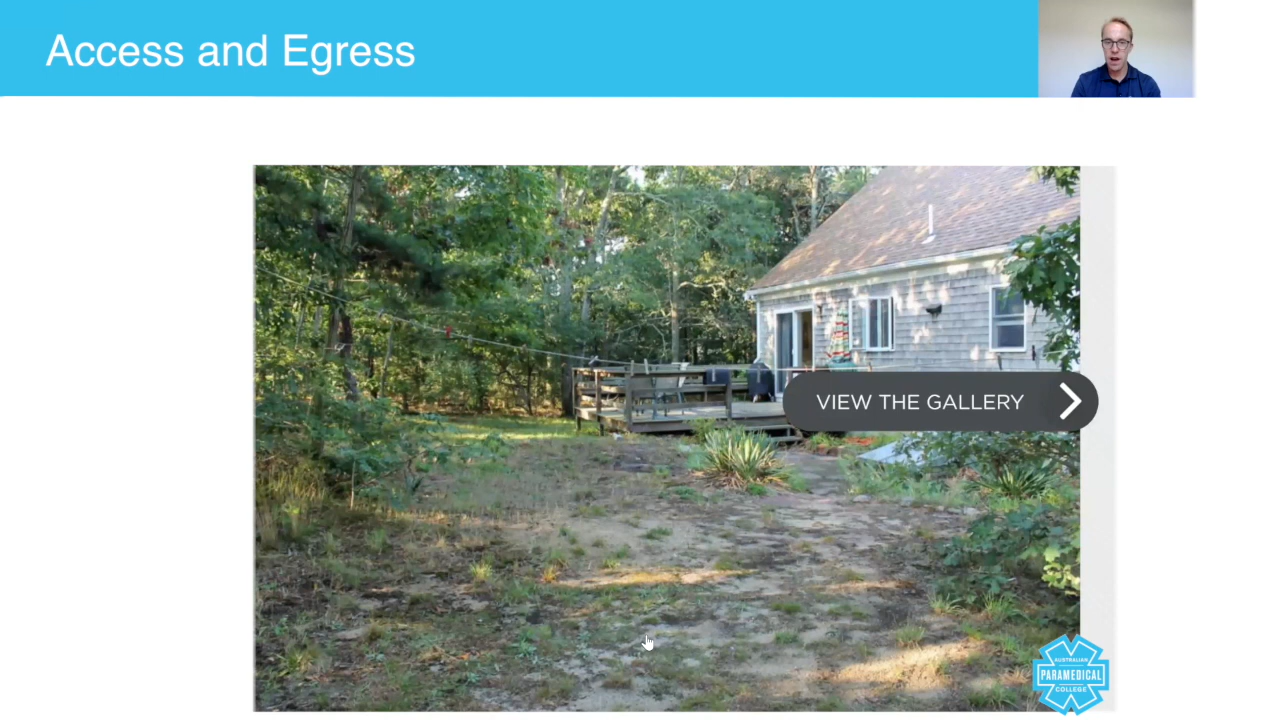 Access and Egress
VIEW THE GALLERY
AUSTRALIAN
PARAMEDICAL
COLLEGE